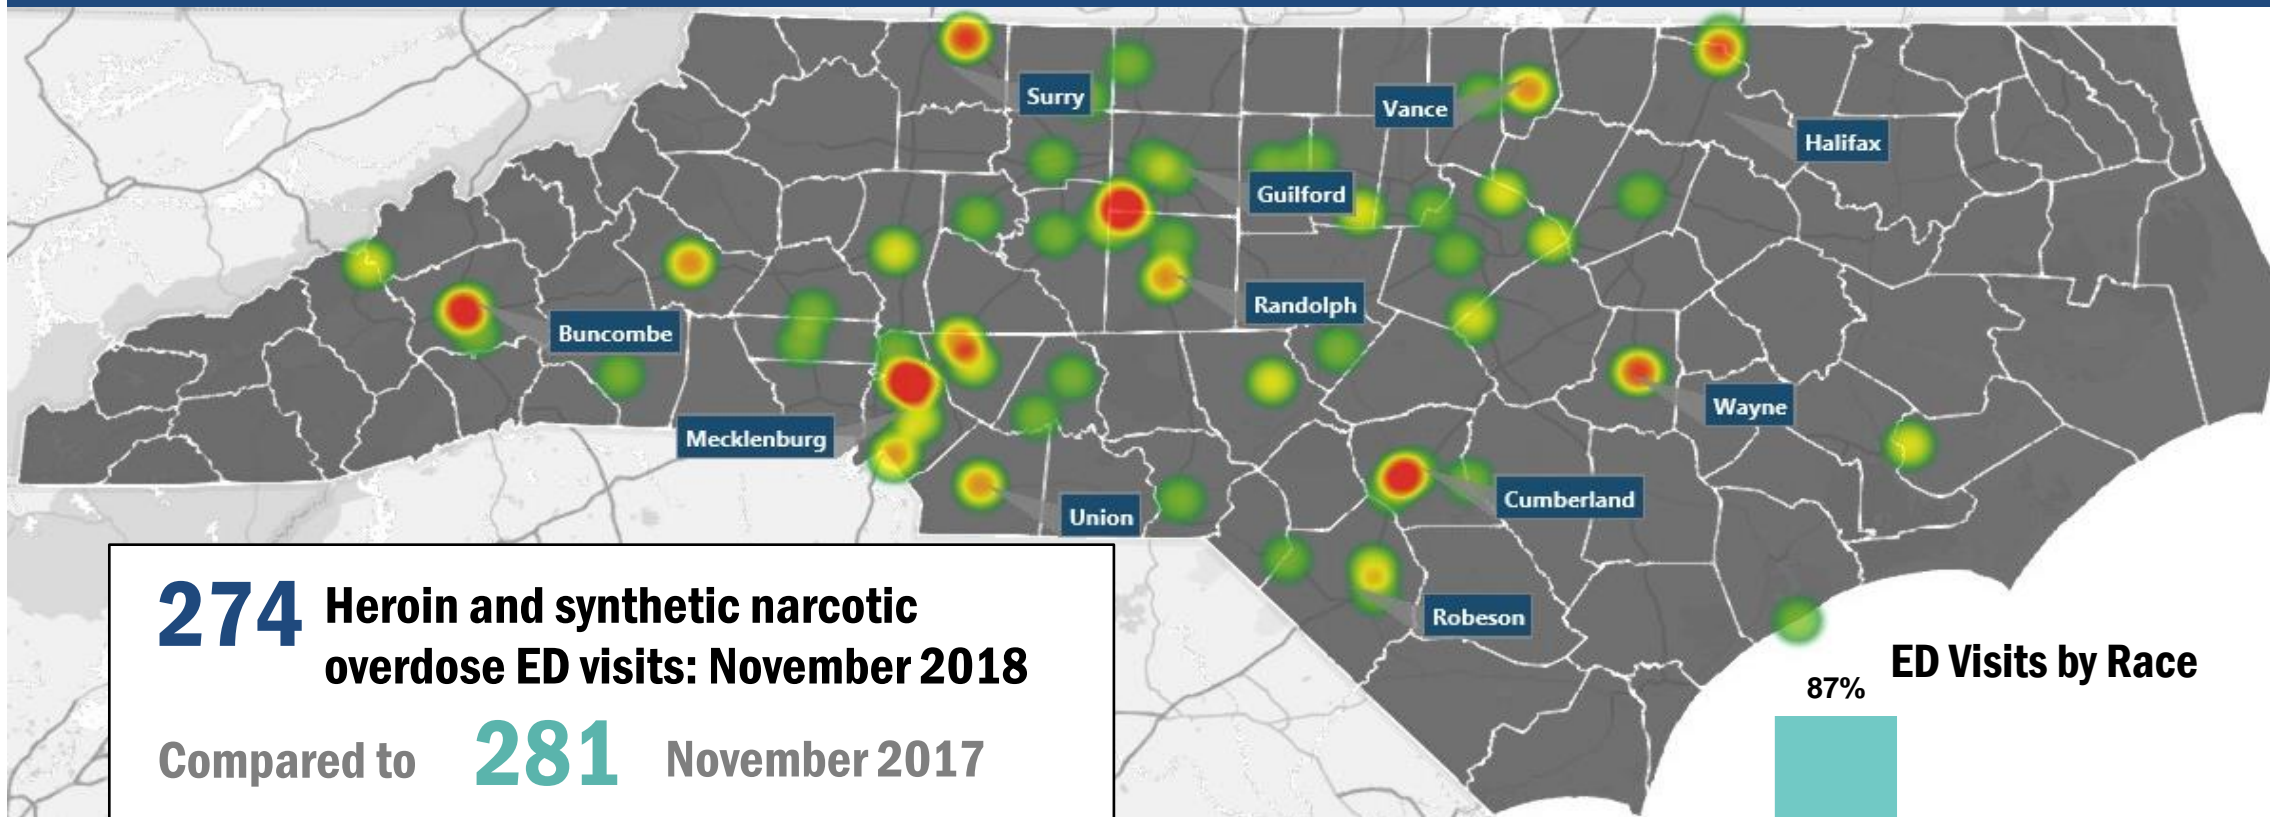 Surry
Vance
Halifax
Guilford
Randolph
Buncombe
Wayne
Mecklenburg
Cumberland
Union
Robeson
274 Heroin and synthetic narcotic
overdose ED visits: November 2018
Compared to 281 November 2017
ED Visits by Race
87%